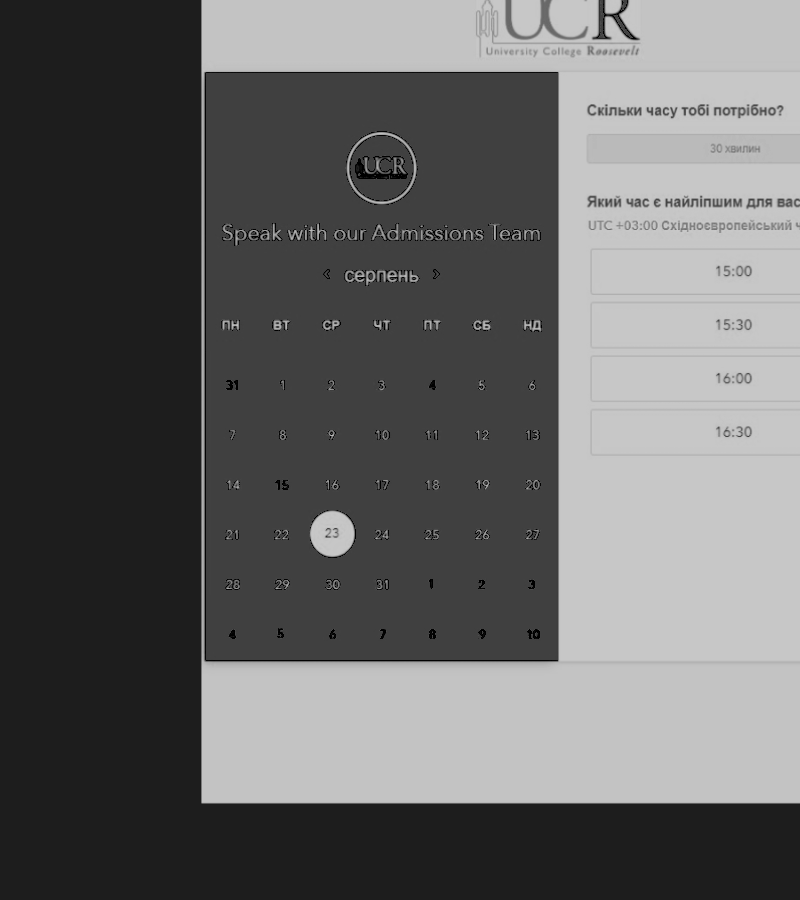 UCR
University College Roosevelt
UCR
Speak with our Admissions Team
серпень
ПН ВТ СР ЧТ ПТ СБ НД
31 1 2 3 4 5 6
7 8 9 10 11 12 13
14 15 16 17 18 19 20
21 22 23 24 25 26 27
28 29 30 31 1 2 3
4 5 6 7 8 9 10
Скільки часу тобі потрібно?
30 хвилин
Який час є найліпшим для вас
UTC +03:00 Східноєвропейський
15:00
15:30
16:00
16:30